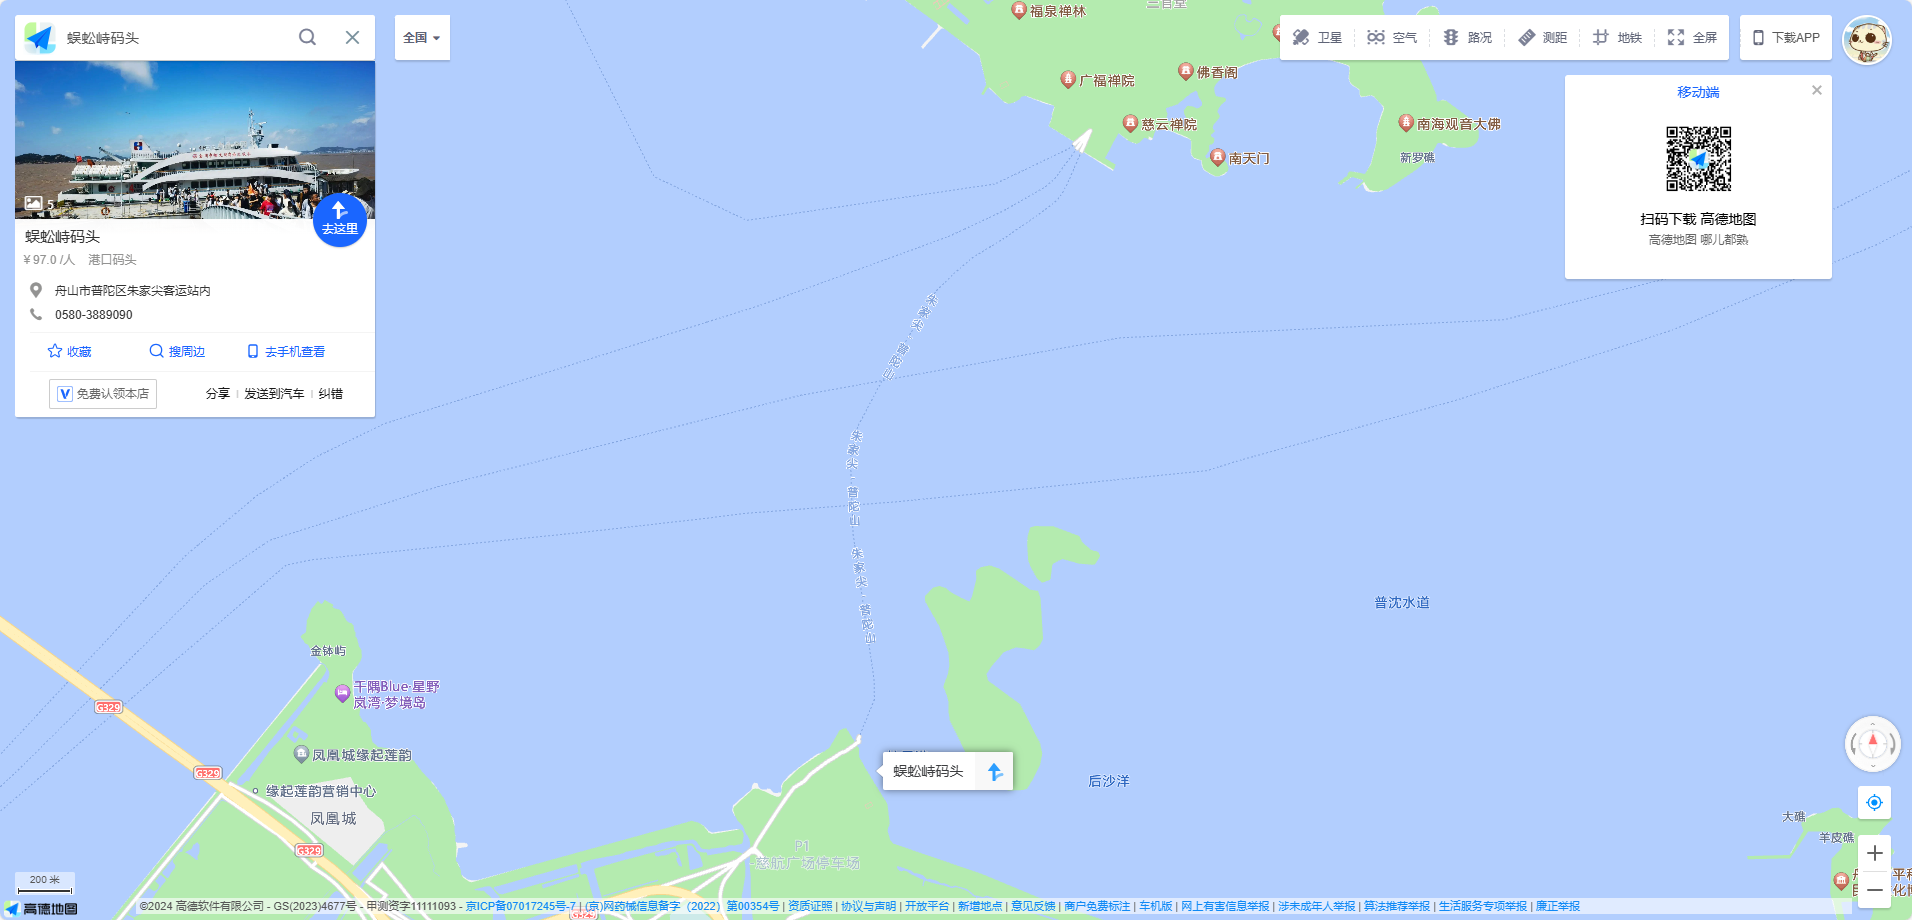 蜈蚣峙码头
全国
卫星
空气
路况
测距
地铁
全屏
下载APP
移动端
扫码下载 高德地图
高德地图 哪儿都熟
5
去这里
蜈蚣峙码头
¥ 97.0 /人 港口码头
舟山市普陀区朱家尖客运站内
0580-3889090
收藏
搜周边
去手机查看
免费认领本店
分享
发送到汽车
纠错
福泉禅林
三官堂
广福禅院
佛香阁
慈云禅院
南天门
南海观音大佛
新罗礁
朱家尖-普陀山
朱家尖-普陀山
朱家尖-普陀山
普沈水道
金钵屿
干隅Blue·星野
岚湾·梦境岛
G329
凤凰城缘起莲韵
G329
缘起莲韵营销中心
凤凰城
G329
蜈蚣峙码头
后沙洋
P1
慈航广场停车场
大礁
羊皮礁
200 米
高德地图
G329
©2024 高德软件有限公司 - GS(2023)4677号 - 甲测资字11111093 - 京ICP备07017245号-7 | (京)网药械信息备字（2022）第00354号 | 资质证照 | 协议与声明 | 开放平台 | 新增地点 | 意见反馈 | 商户免费标注 | 车机版 | 网上有害信息举报 | 涉未成年人举报 | 算法推荐举报 | 生活服务专项举报 | 廉正举报